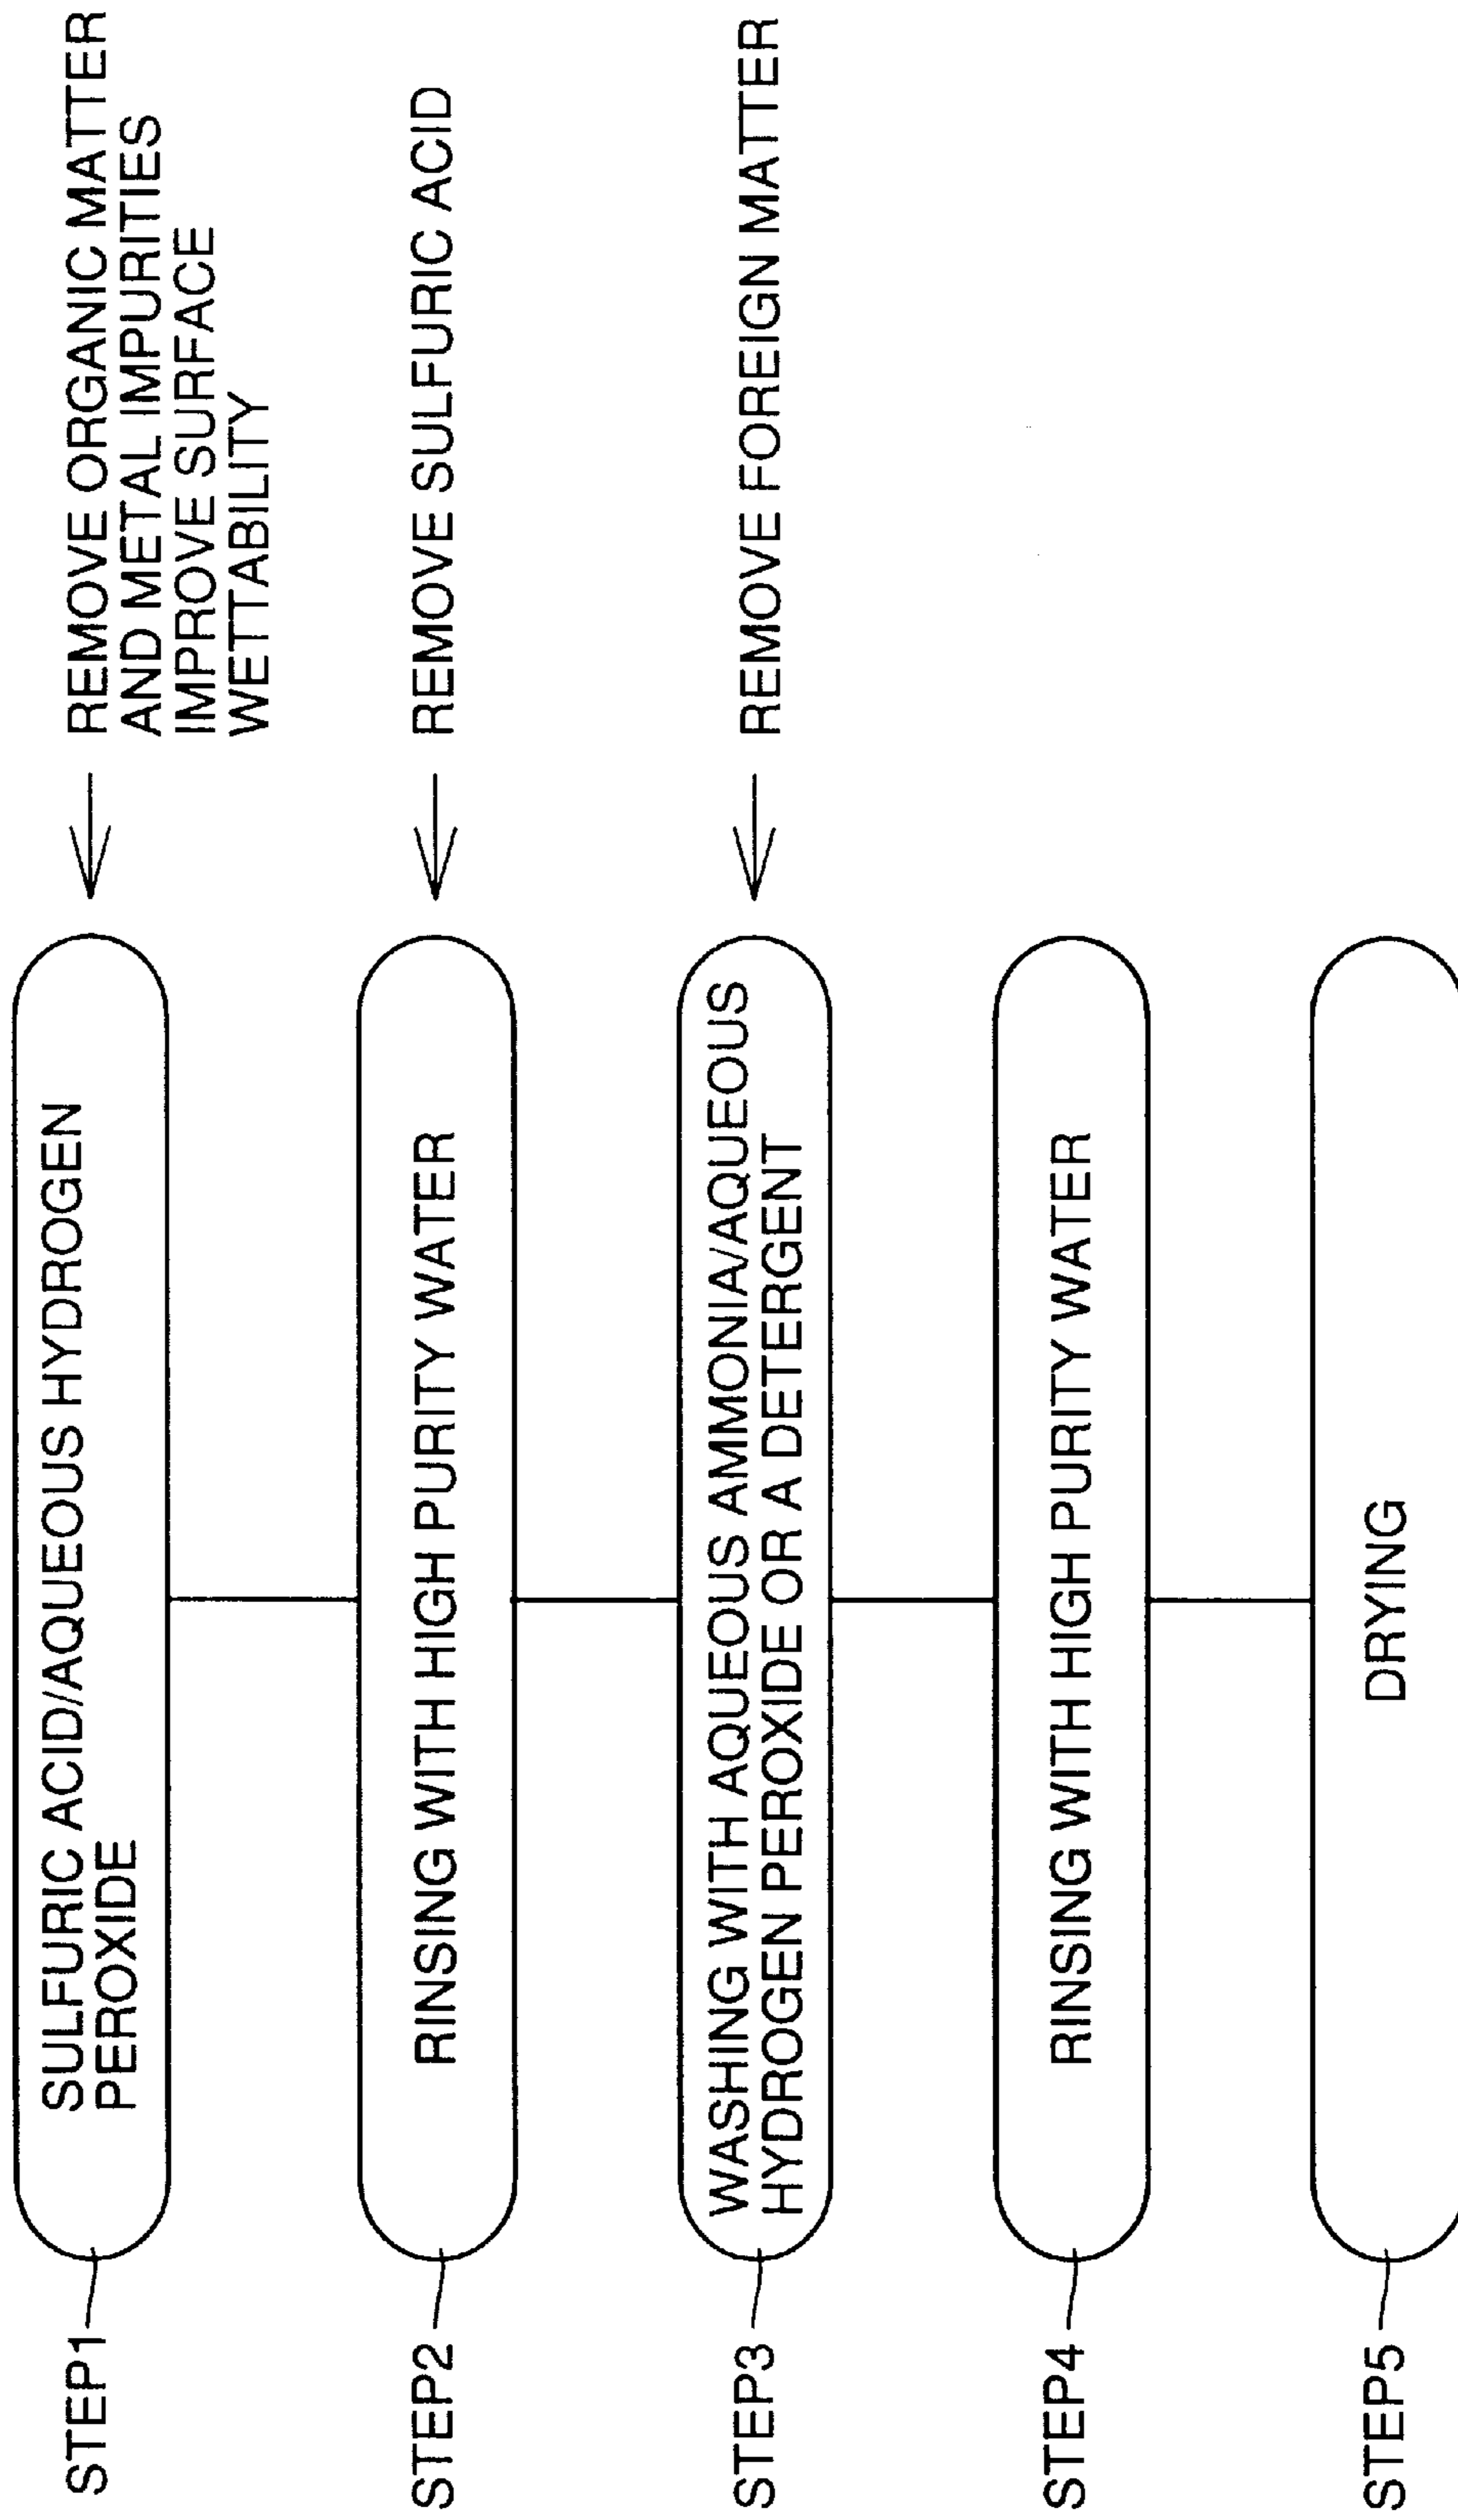 STEP1
SULFURIC ACID/AQUEOUS HYDROGEN
PEROXIDE
REMOVE ORGANIC MATTER
AND METAL IMPURITIES
IMPROVE SURFACE
WETTABILITY
STEP2
RINSING WITH HIGH PURITY WATER
REMOVE SULFURIC ACID
STEP3
WASHING WITH AQUEOUS AMMONIA/AQUEOUS
HYDROGEN PEROXIDE OR A DETERGENT
REMOVE FOREIGN MATTER
STEP4
RINSING WITH HIGH PURITY WATER
STEP5
DRYING